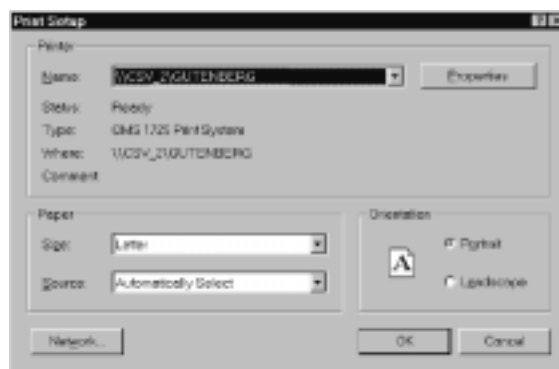 Print Setup
Printer
Name: \\CSV_2\GUTENBERG
Properties
Status: Ready
Type: QMS 1725 Print System
Where: \\CSV_2\GUTENBERG
Comment
Paper
Size: Letter
Source: Automatically Select
Orientation
A
Portrait
Landscape
Network...
OK
Cancel